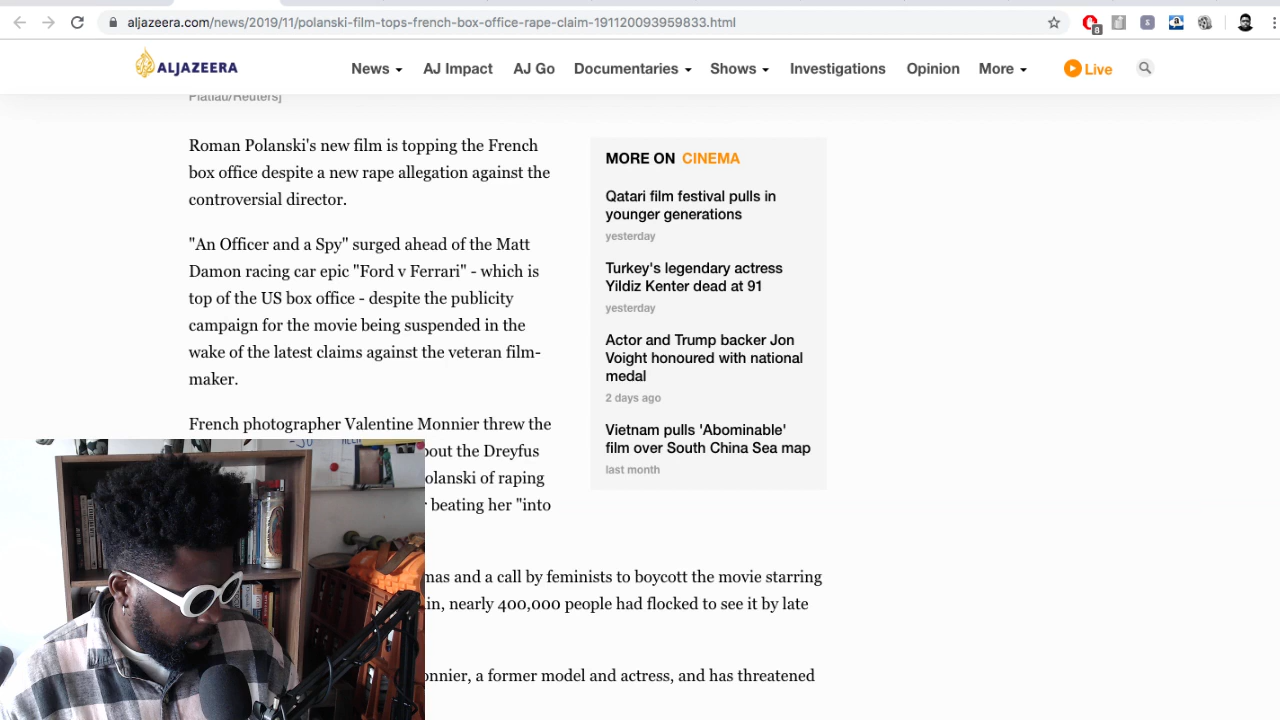 aljazeera.com/news/2019/11/polanski-film-tops-french-box-office-rape-claim-191120093959833.html
8
ALJAZEERA
News AJ Impact AJ Go Documentaries Shows Investigations Opinion More Live
Platiau/Reuters]
Roman Polanski's new film is topping the French
box office despite a new rape allegation against the
controversial director.
"An Officer and a Spy" surged ahead of the Matt
Damon racing car epic "Ford v Ferrari" - which is
top of the US box office - despite the publicity
campaign for the movie being suspended in the
wake of the latest claims against the veteran film-
maker.
French photographer Valentine Monnier threw the
bout the Dreyfus
olanski of raping
beating her "into
mas and a call by feminists to boycott the movie starring
in, nearly 400,000 people had flocked to see it by late
onnier, a former model and actress, and has threatened
MORE ON CINEMA
Qatari film festival pulls in
younger generations
yesterday
Turkey's legendary actress
Yildiz Kenter dead at 91
yesterday
Actor and Trump backer Jon
Voight honoured with national
medal
2 days ago
Vietnam pulls 'Abominable'
film over South China Sea map
last month